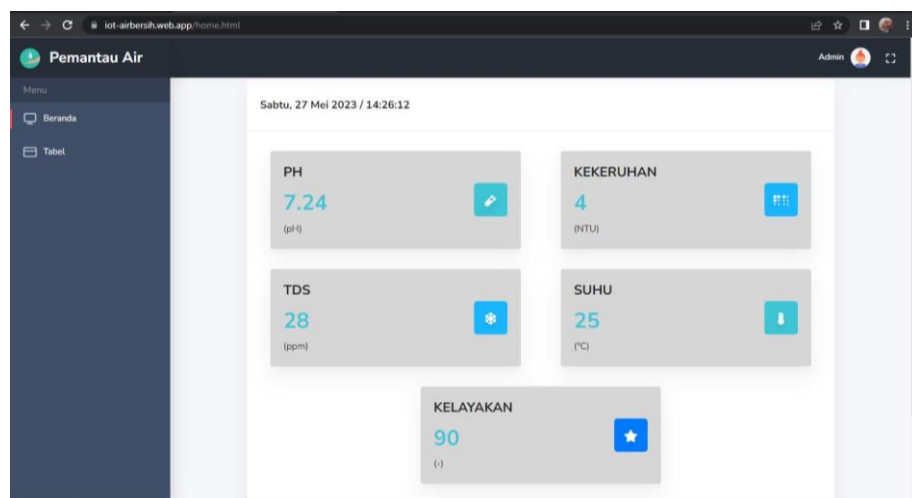 iot-airbersih.web.app/home.html
Pemantau Air
Admin
Menu
Beranda
Tabel
Sabtu, 27 Mei 2023 / 14:26:12
PH
7.24
(pH)
KEKERUHAN
4
(NTU)
TDS
28
(ppm)
SUHU
25
(°C)
KELAYAKAN
90
(-)